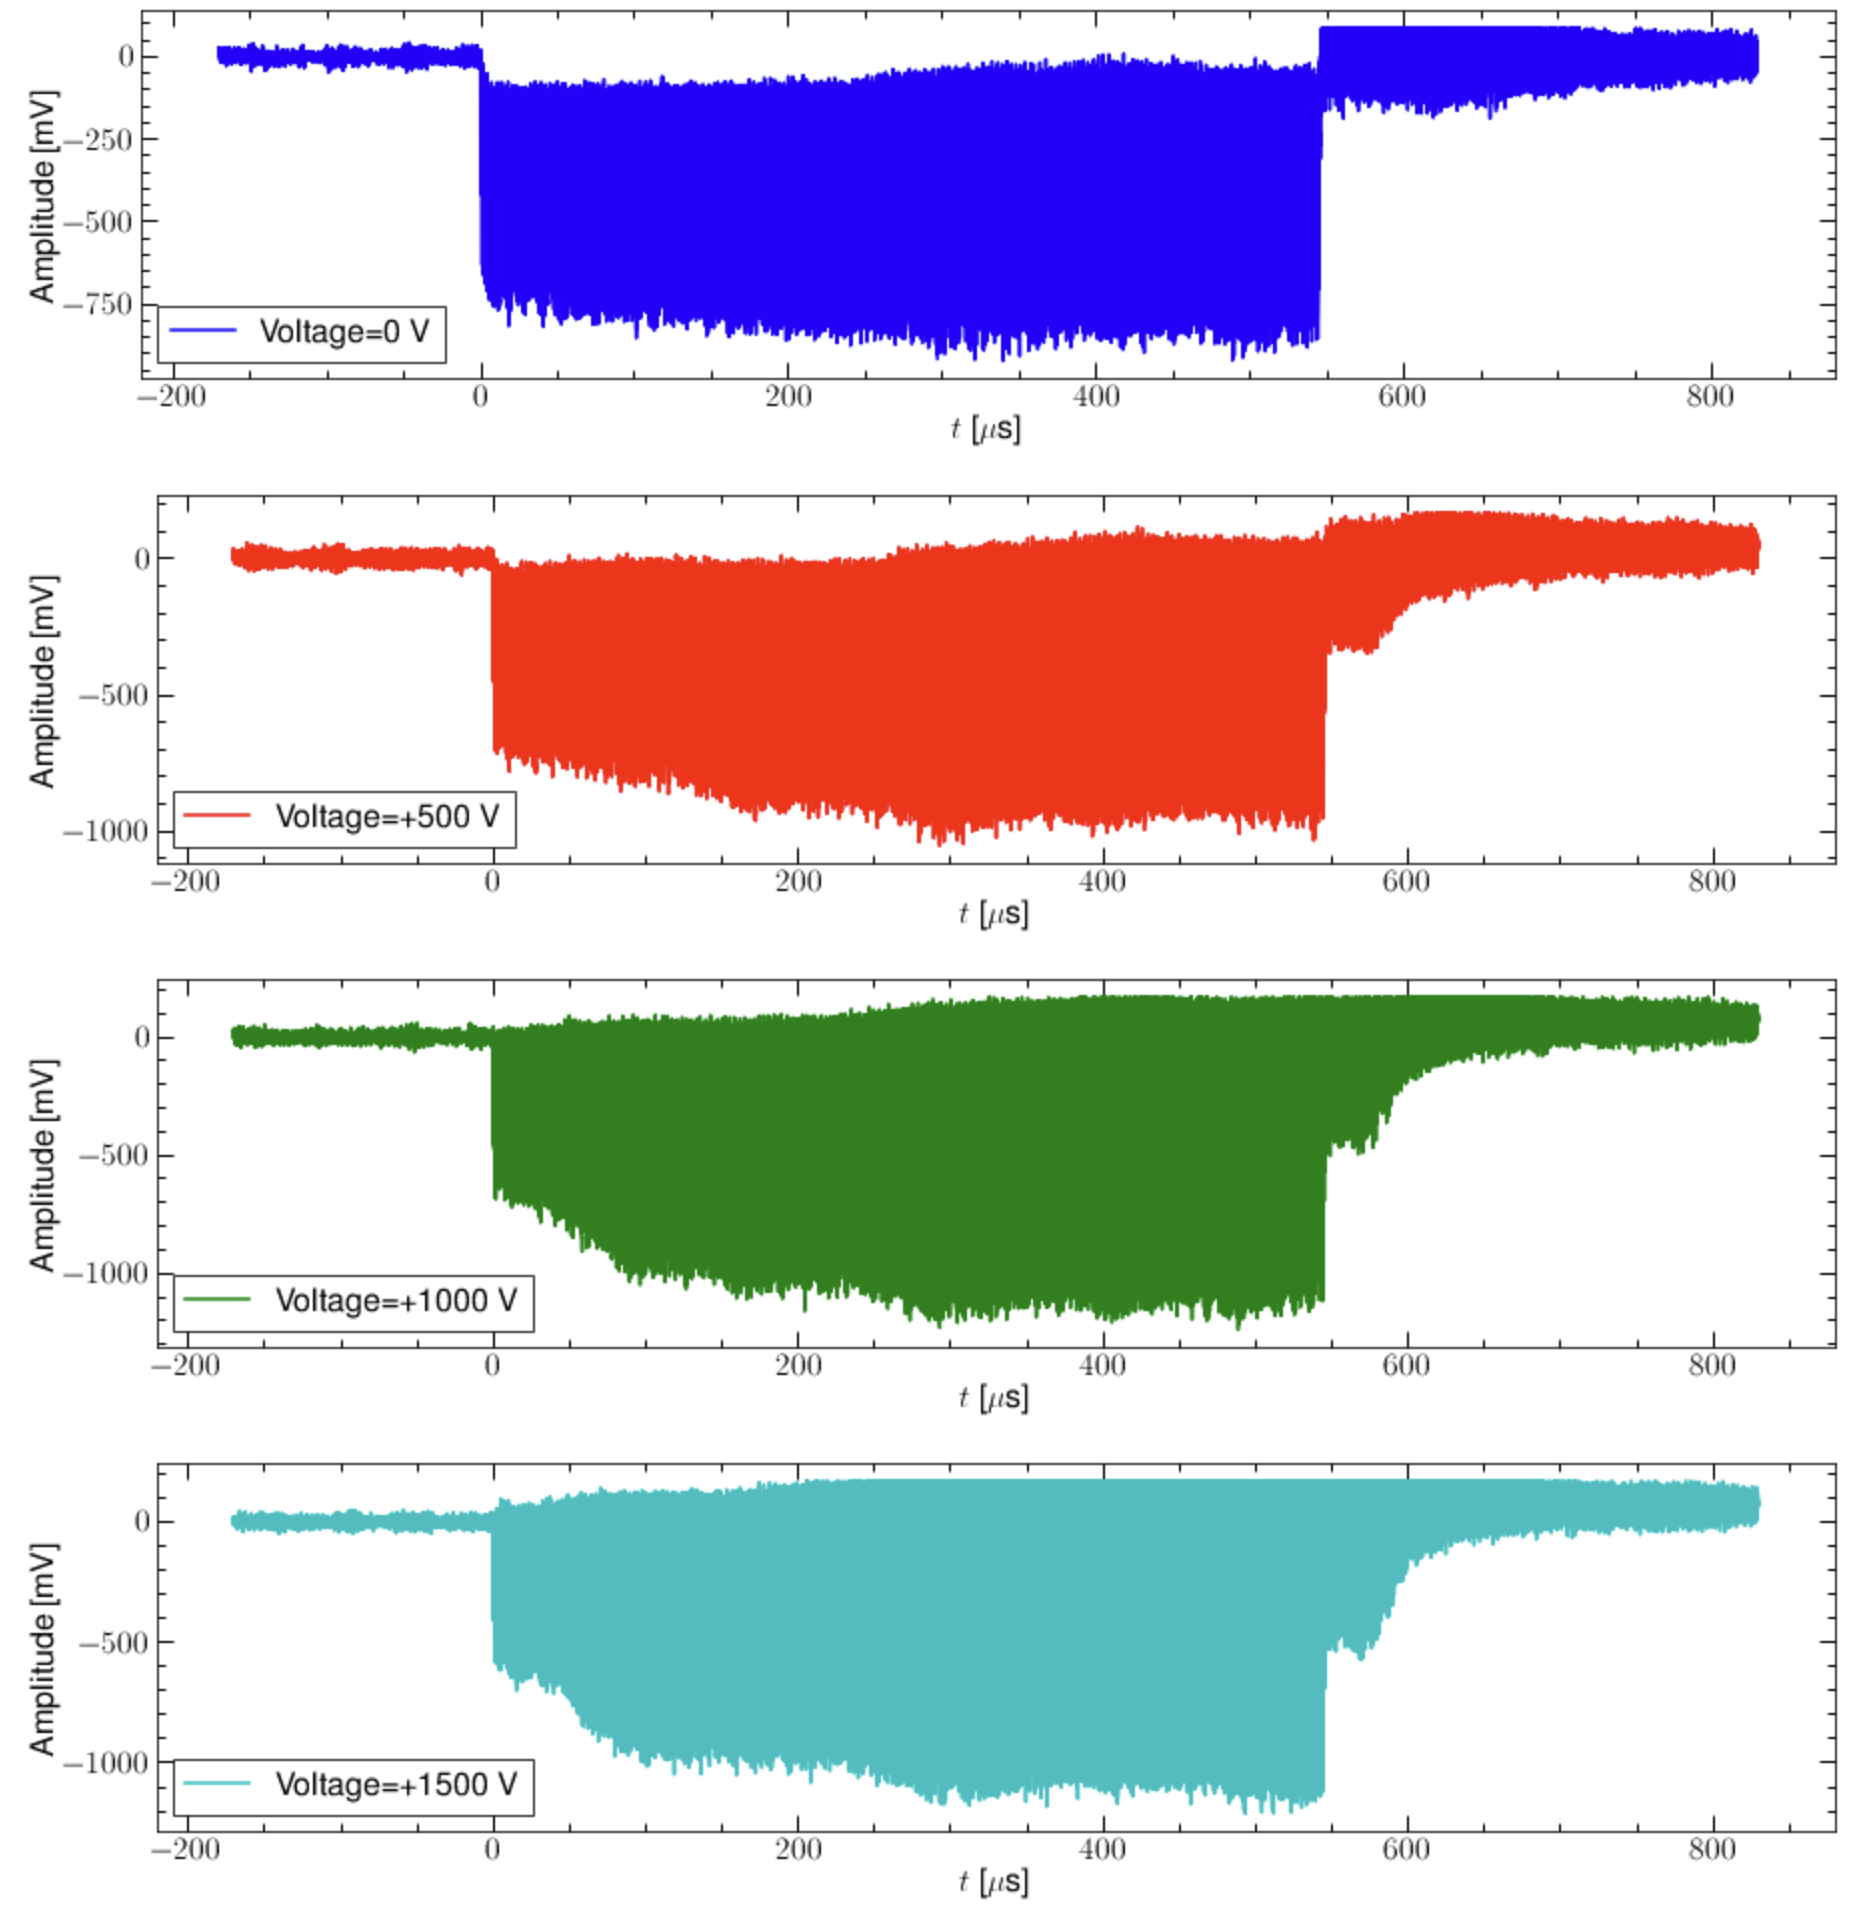 Amplitude [mV]
0
−250
−500
−750
Voltage=0 V
−200 0 200 400 600 800
t [μs]
Amplitude [mV]
0
−500
−1000
Voltage=+500 V
−200 0 200 400 600 800
t [μs]
Amplitude [mV]
0
−500
−1000
Voltage=+1000 V
−200 0 200 400 600 800
t [μs]
Amplitude [mV]
0
−500
−1000
Voltage=+1500 V
−200 0 200 400 600 800
t [μs]